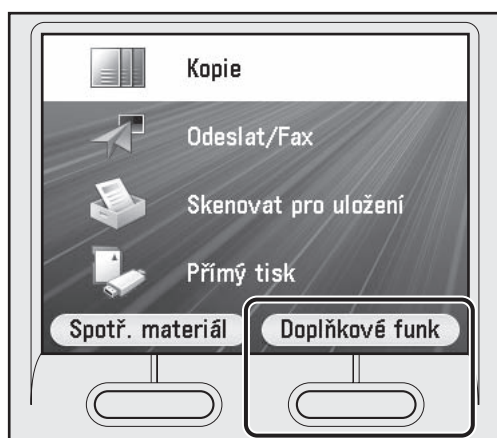 Kopie
Odeslat/Fax
Skenovat pro uložení
Přímý tisk
Spotř. materiál Doplňkové funk